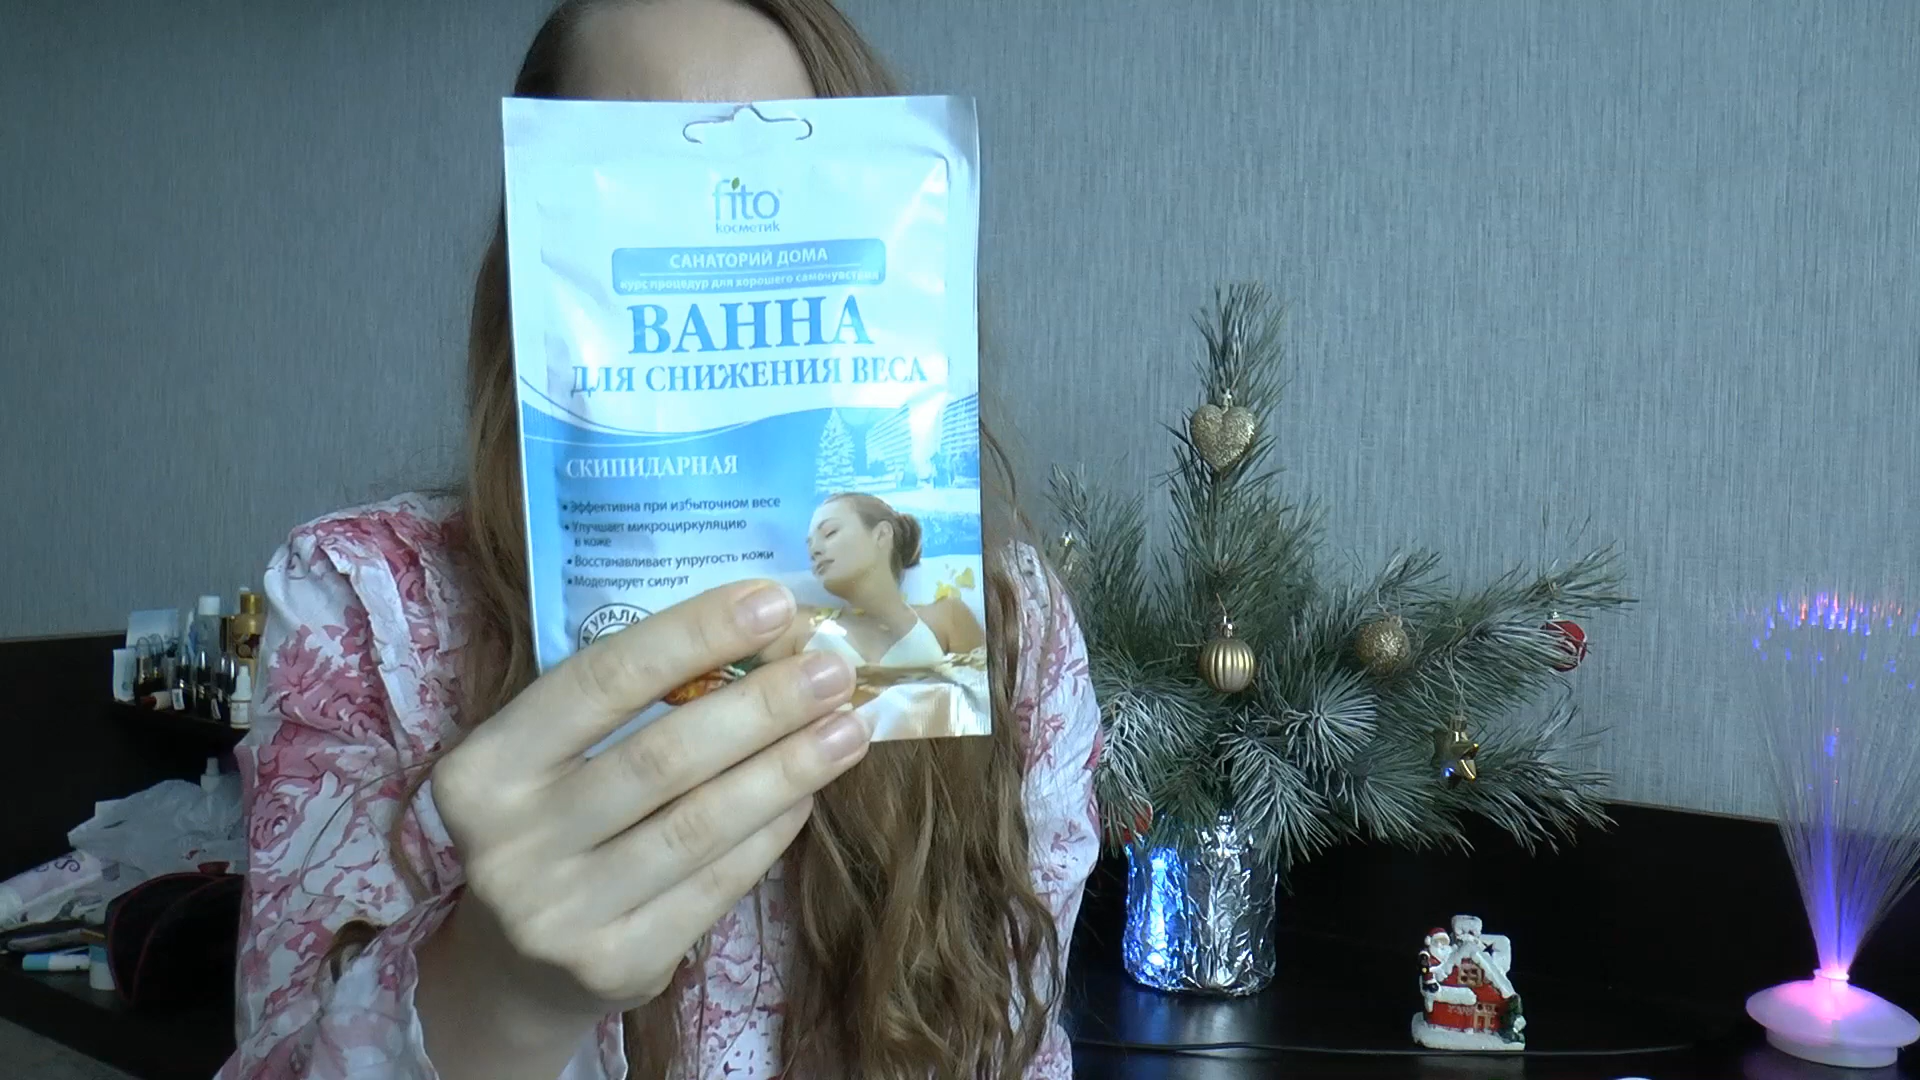 fito
косметик
САНАТОРИЙ ДОМА
курс процедур для хорошего самочувствия
ВАННА
ДЛЯ СНИЖЕНИЯ ВЕСА
СКИПИДАРНАЯ
• Эффективна при избыточном весе
• Улучшает микроциркуляцию
в коже
• Восстанавливает упругость кожи
• Моделирует силуэт